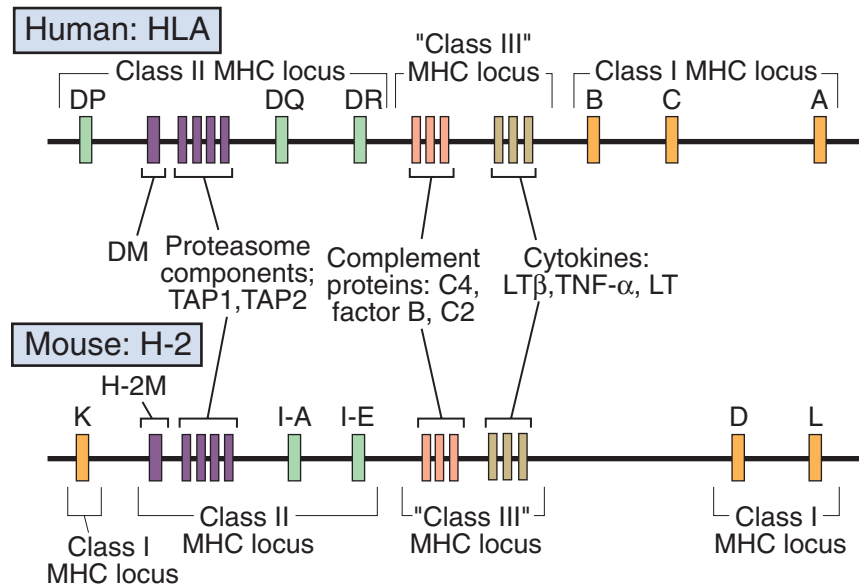 Human: HLA
Class II MHC locus
"Class III"
MHC locus
Class I MHC locus
DP
DQ
DR
B
C
A
DM
Proteasome
components;
TAP1,TAP2
Complement
proteins: C4,
factor B, C2
Cytokines:
LTβ,TNF-α, LT
Mouse: H-2
H-2M
K
I-A
I-E
D
L
Class I
MHC locus
Class II
MHC locus
"Class III"
MHC locus
Class I
MHC locus